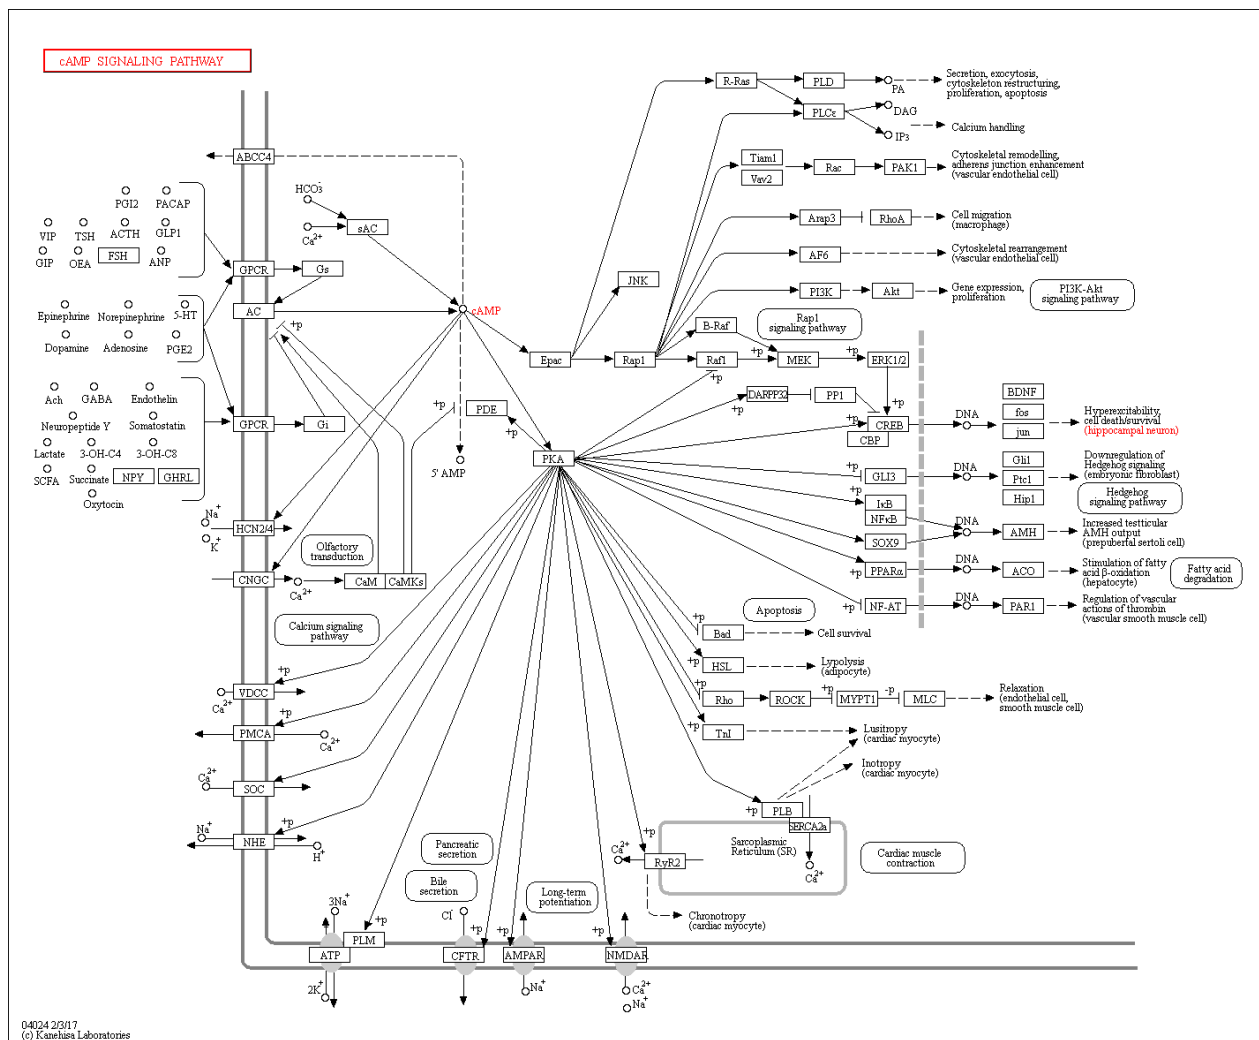 cAMP SIGNALING PATHWAY
R-Ras
PLD
PA
Secretion, exocytosis,
cytoskeleton restructuring,
proliferation, apoptosis
PLCε
DAG
IP3
Calcium handling
ABCC4
Tiam1
Vav2
Rac
PAK1
Cytoskeletal remodelling,
adherens junction enhancement
(vascular endothelial cell)
HCO3-
Ca2+
sAC
PGI2
PACAP
VIP
TSH
ACTH
GLP1
GIP
OEA
FSH
ANP
GPCR
Gs
Arap3
RhoA
Cell migration
(macrophage)
AF6
Cytoskeletal rearrangement
(vascular endothelial cell)
JNK
PI3K
Akt
Gene expression,
proliferation
PI3K-Akt
signaling pathway
AC
cAMP
+p
Epinephrine
Norepinephrine
5-HT
Dopamine
Adenosine
PGE2
B-Raf
Rap1
signaling pathway
Epac
Rap1
Raf1
+p
MEK
+p
ERK1/2
+p
Ach
GABA
Endothelin
Neuropeptide Y
Somatostatin
Lactate
3-OH-C4
3-OH-C8
SCFA
Succinate
NPY
GHRL
Oxytocin
GPCR
Gi
+p
PDE
+p
5' AMP
PKA
DARPP32
+p
+p
PP1
+p
+p
CREB
CBP
DNA
BDNF
fos
jun
Hyperexcitability,
cell death/survival
(hippocampal neuron)
+p
GLI3
DNA
Gli1
Ptc1
Hip1
Downregulation of
Hedgehog signaling
(embryonic fibroblast)
Hedgehog
signaling pathway
+p
IκB
NFκB
SOX9
+p
DNA
AMH
Increased testticular
AMH output
(prepubertal sertoli cell)
PPARα
+p
DNA
ACO
Stimulation of fatty
acid β-oxidation
(hepatocyte)
Fatty acid
degradation
NF-AT
+p
DNA
PAR1
Regulation of vascular
actions of thrombin
(vascular smooth muscle cell)
Na+
K+
HCN2/4
CNGC
Ca2+
Olfactory
transduction
CaM
CaMKs
Calcium signaling
pathway
Apoptosis
+p
Bad
Cell survival
+p
HSL
Lypolysis
(adipocyte)
+p
Rho
ROCK
+p
MYPT1
-p
MLC
Relaxation
(endothelial cell,
smooth muscle cell)
+p
TnI
Lusitropy
(cardiac myocyte)
Inotropy
(cardiac myocyte)
+p
VDCC
Ca2+
+p
PMCA
Ca2+
Ca2+
SOC
Na+
+p
NHE
H+
+p
PLB
SERCA2a
Sarcoplasmic
Reticulum (SR)
Ca2+
+p
Ca2+
RyR2
Cardiac muscle
contraction
Pancreatic
secretion
Bile
secretion
Long-term
potentiation
Chronotropy
(cardiac myocyte)
3Na+
+p
PLM
ATP
2K+
Cl-
+p
CFTR
+p
AMPAR
Na+
+p
NMDAR
Ca2+
Na+
04024 2/3/17
(c) Kanehisa Laboratories